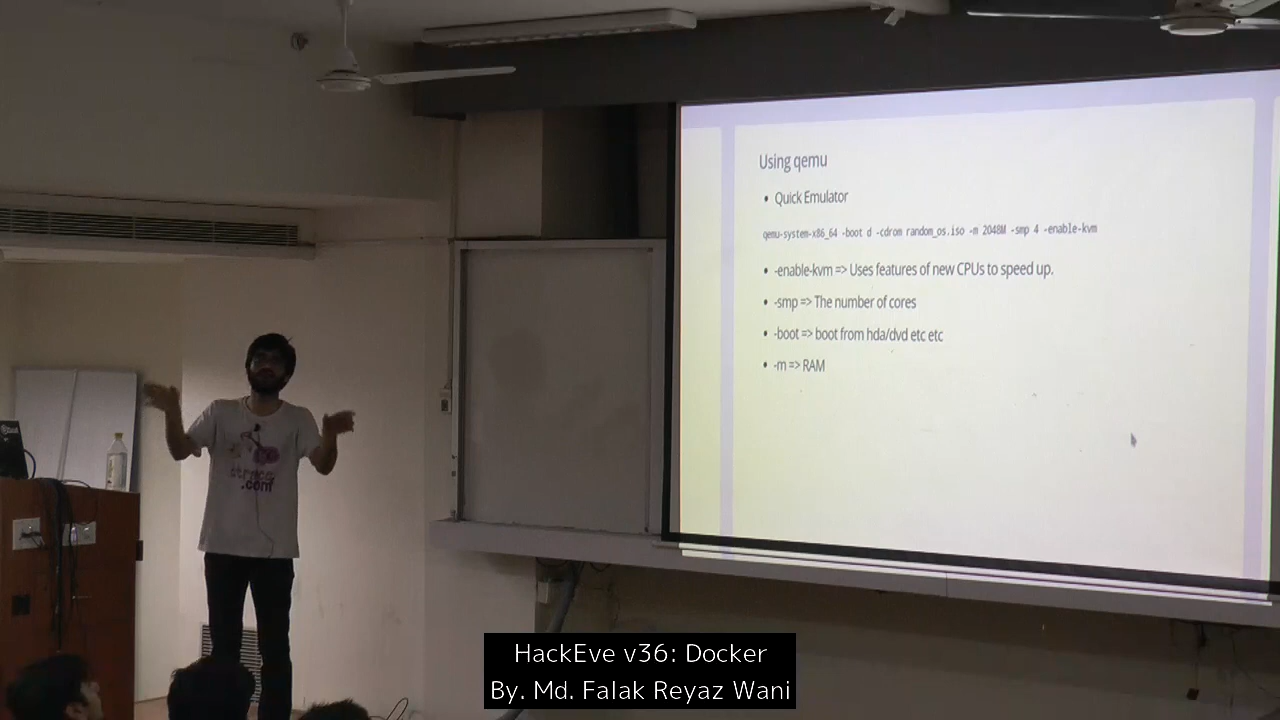 Using qemu
• Quick Emulator
qemu-system-x86_64 -boot d -cdrom random_os.iso -m 2048M -smp 4 -enable-kvm
• -enable-kvm => Uses features of new CPUs to speed up.
• -smp => The number of cores
• -boot => boot from hda/dvd etc etc
• -m => RAM
.conf
HackEve v36: Docker
By. Md. Falak Reyaz Wani